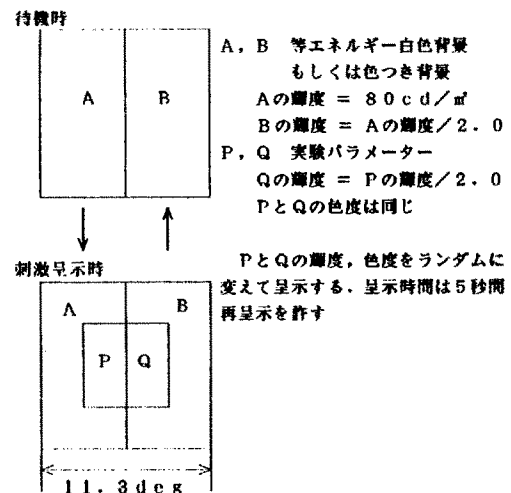 待機時
A, B 等エネルギー白色背景
もしくは色つき背景
Aの輝度 = 80cd/㎡
Bの輝度 = Aの輝度/2.0
P, Q 実験パラメーター
Qの輝度 = Pの輝度/2.0
PとQの色度は同じ
A B
刺激呈示時
PとQの輝度,色度をランダムに
変えて呈示する.呈示時間は5秒間
再呈示を許す
A B
P Q
11.3deg